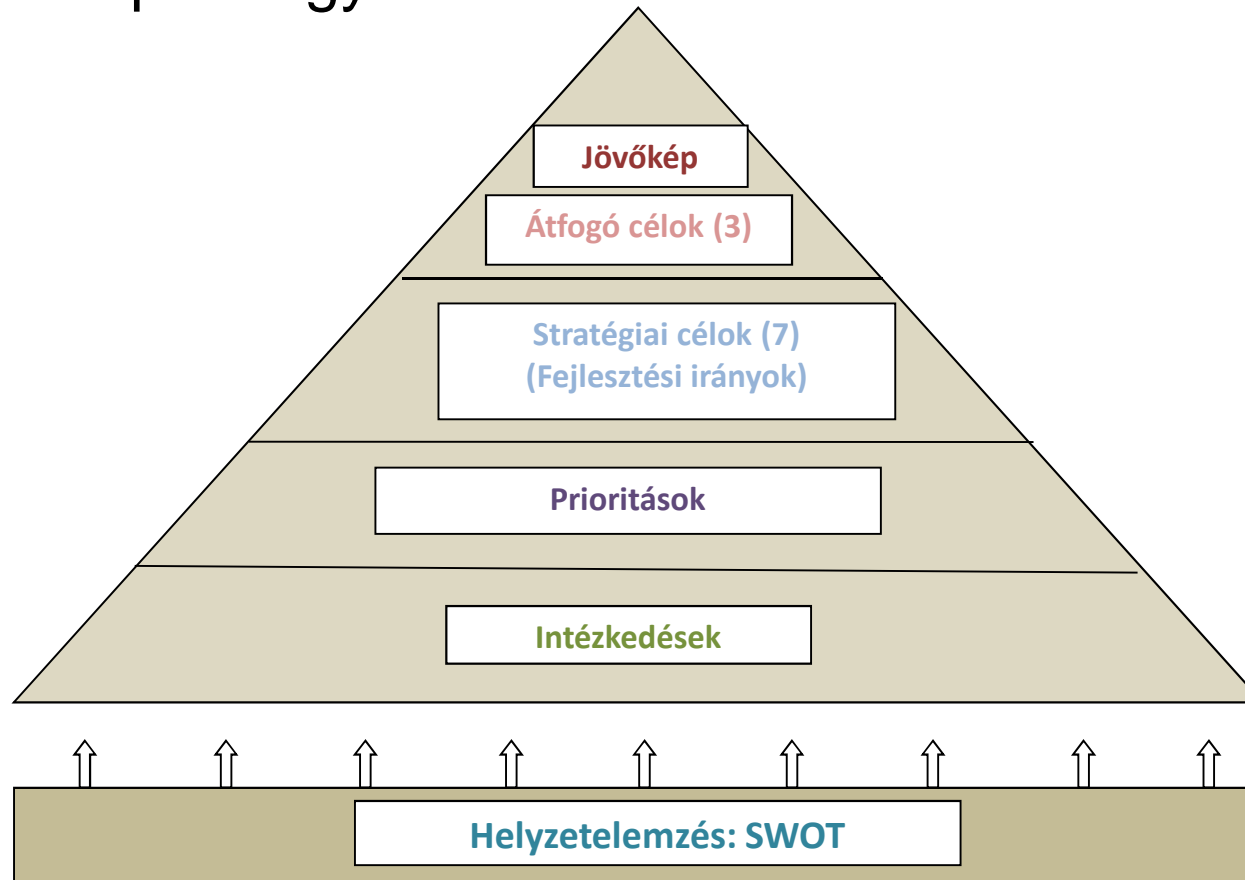 Jövőkép
Átfogó célok (3)
Stratégiai célok (7)
(Fejlesztési irányok)
Prioritások
Intézkedések
Helyzetelemzés: SWOT